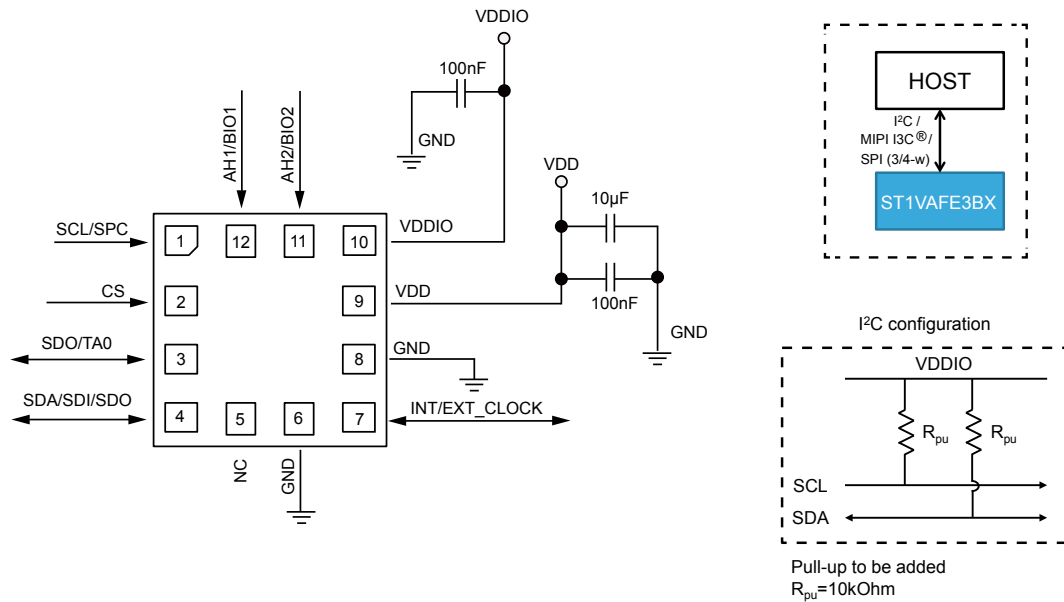 VDDIO
100nF
GND
AH1/BIO1
AH2/BIO2
VDD
10µF
100nF
GND
SCL/SPC
1
12
11
10
VDDIO
CS
2
9
VDD
SDO/TA0
3
8
GND
SDA/SDI/SDO
4
5
6
7
INT/EXT_CLOCK
NC
GND
HOST
I²C /
MIPI I3C®/
SPI (3/4-w)
ST1VAFE3BX
I²C configuration
VDDIO
Rpu
Rpu
SCL
SDA
Pull-up to be added
Rpu=10kOhm